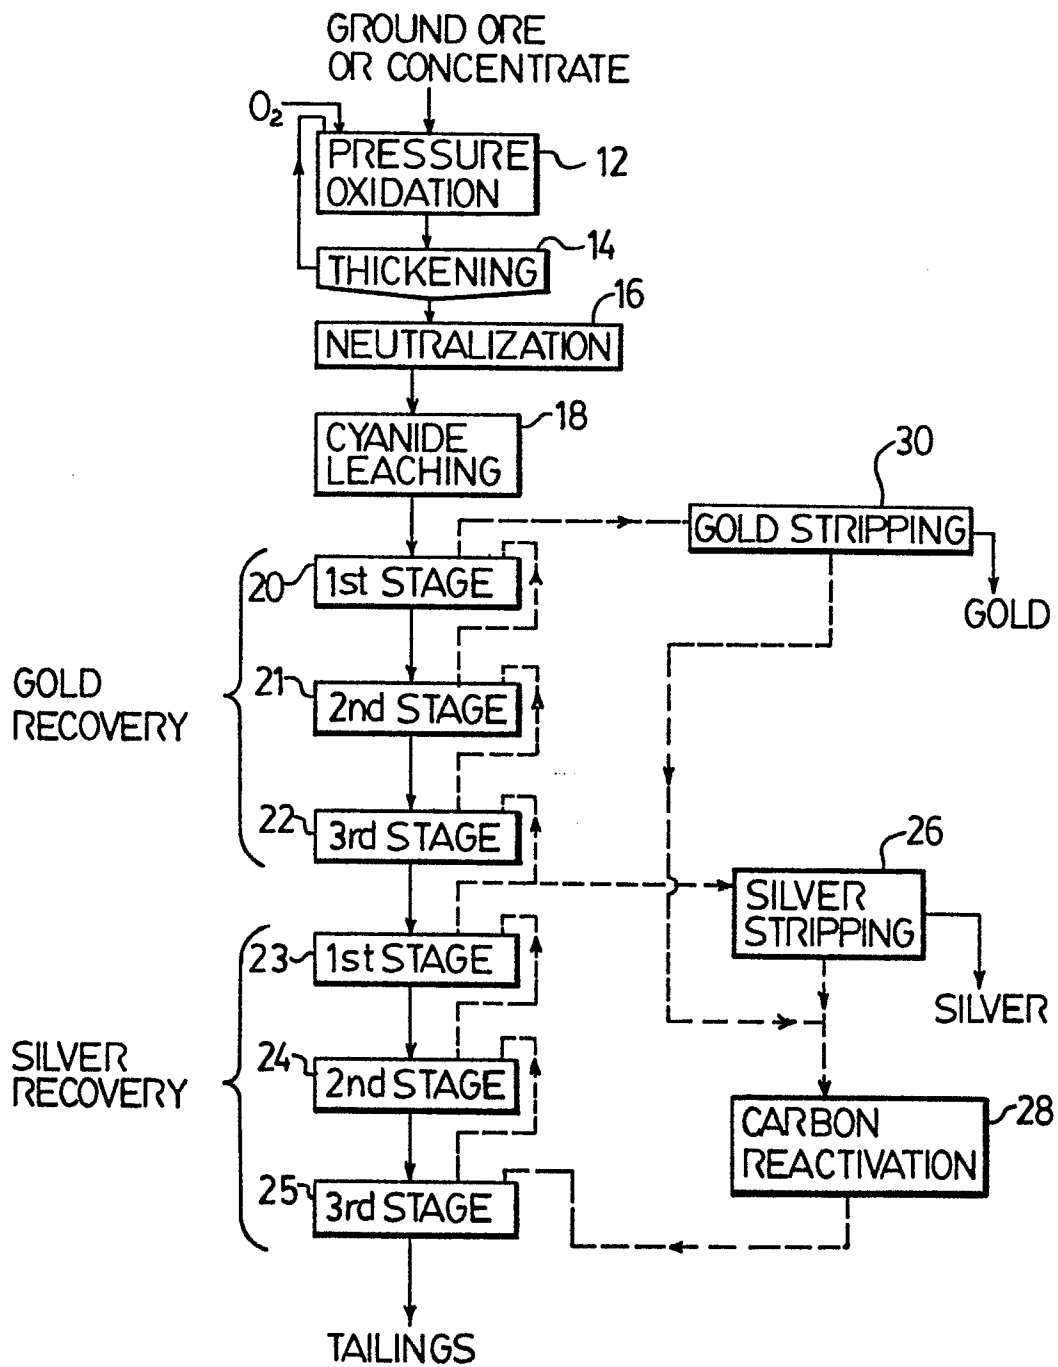 GROUND ORE
OR CONCENTRATE
O₂
PRESSURE
OXIDATION
12
THICKENING
14
NEUTRALIZATION
16
CYANIDE
LEACHING
18
GOLD STRIPPING
30
GOLD
GOLD
RECOVERY
20
1st STAGE
21
2nd STAGE
22
3rd STAGE
SILVER
STRIPPING
26
SILVER
SILVER
RECOVERY
23
1st STAGE
24
2nd STAGE
25
3rd STAGE
CARBON
REACTIVATION
28
TAILINGS